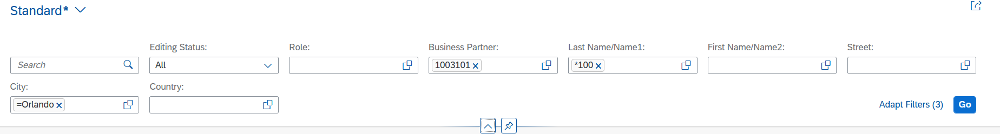 Standard*
Editing Status: Role: Business Partner: Last Name/Name1: First Name/Name2: Street:
Search All 1003101 *100
City: Country:
=Orlando Adapt Filters (3) Go